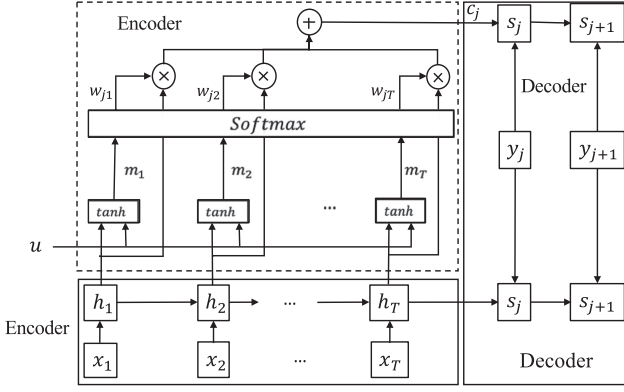 Encoder
c_j
s_j
s_{j+1}
w_{j1}
w_{j2}
w_{jT}
Decoder
Softmax
m_1
m_2
m_T
y_j
y_{j+1}
tanh
tanh
...
tanh
u
Encoder
h_1
h_2
...
h_T
s_j
s_{j+1}
x_1
x_2
...
x_T
Decoder